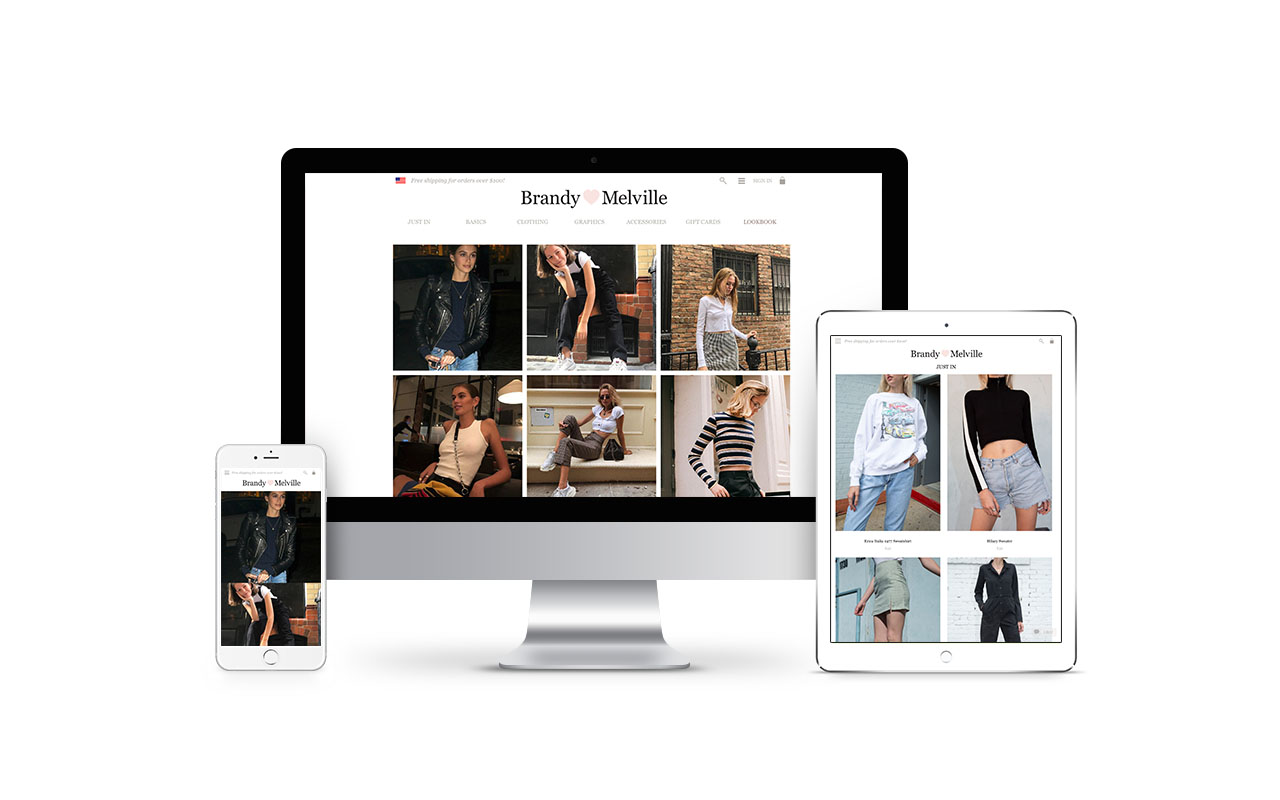 Free shipping for orders over $100!
SIGN IN
Brandy Melville
JUST IN
BASICS
CLOTHING
GRAPHICS
ACCESSORIES
GIFT CARDS
LOOKBOOK
Free shipping for orders over $100!
Brandy Melville
JUST IN
Erica Italia 1977 Sweatshirt
Hilary Sweater
Free shipping for orders over $100!
Brandy Melville